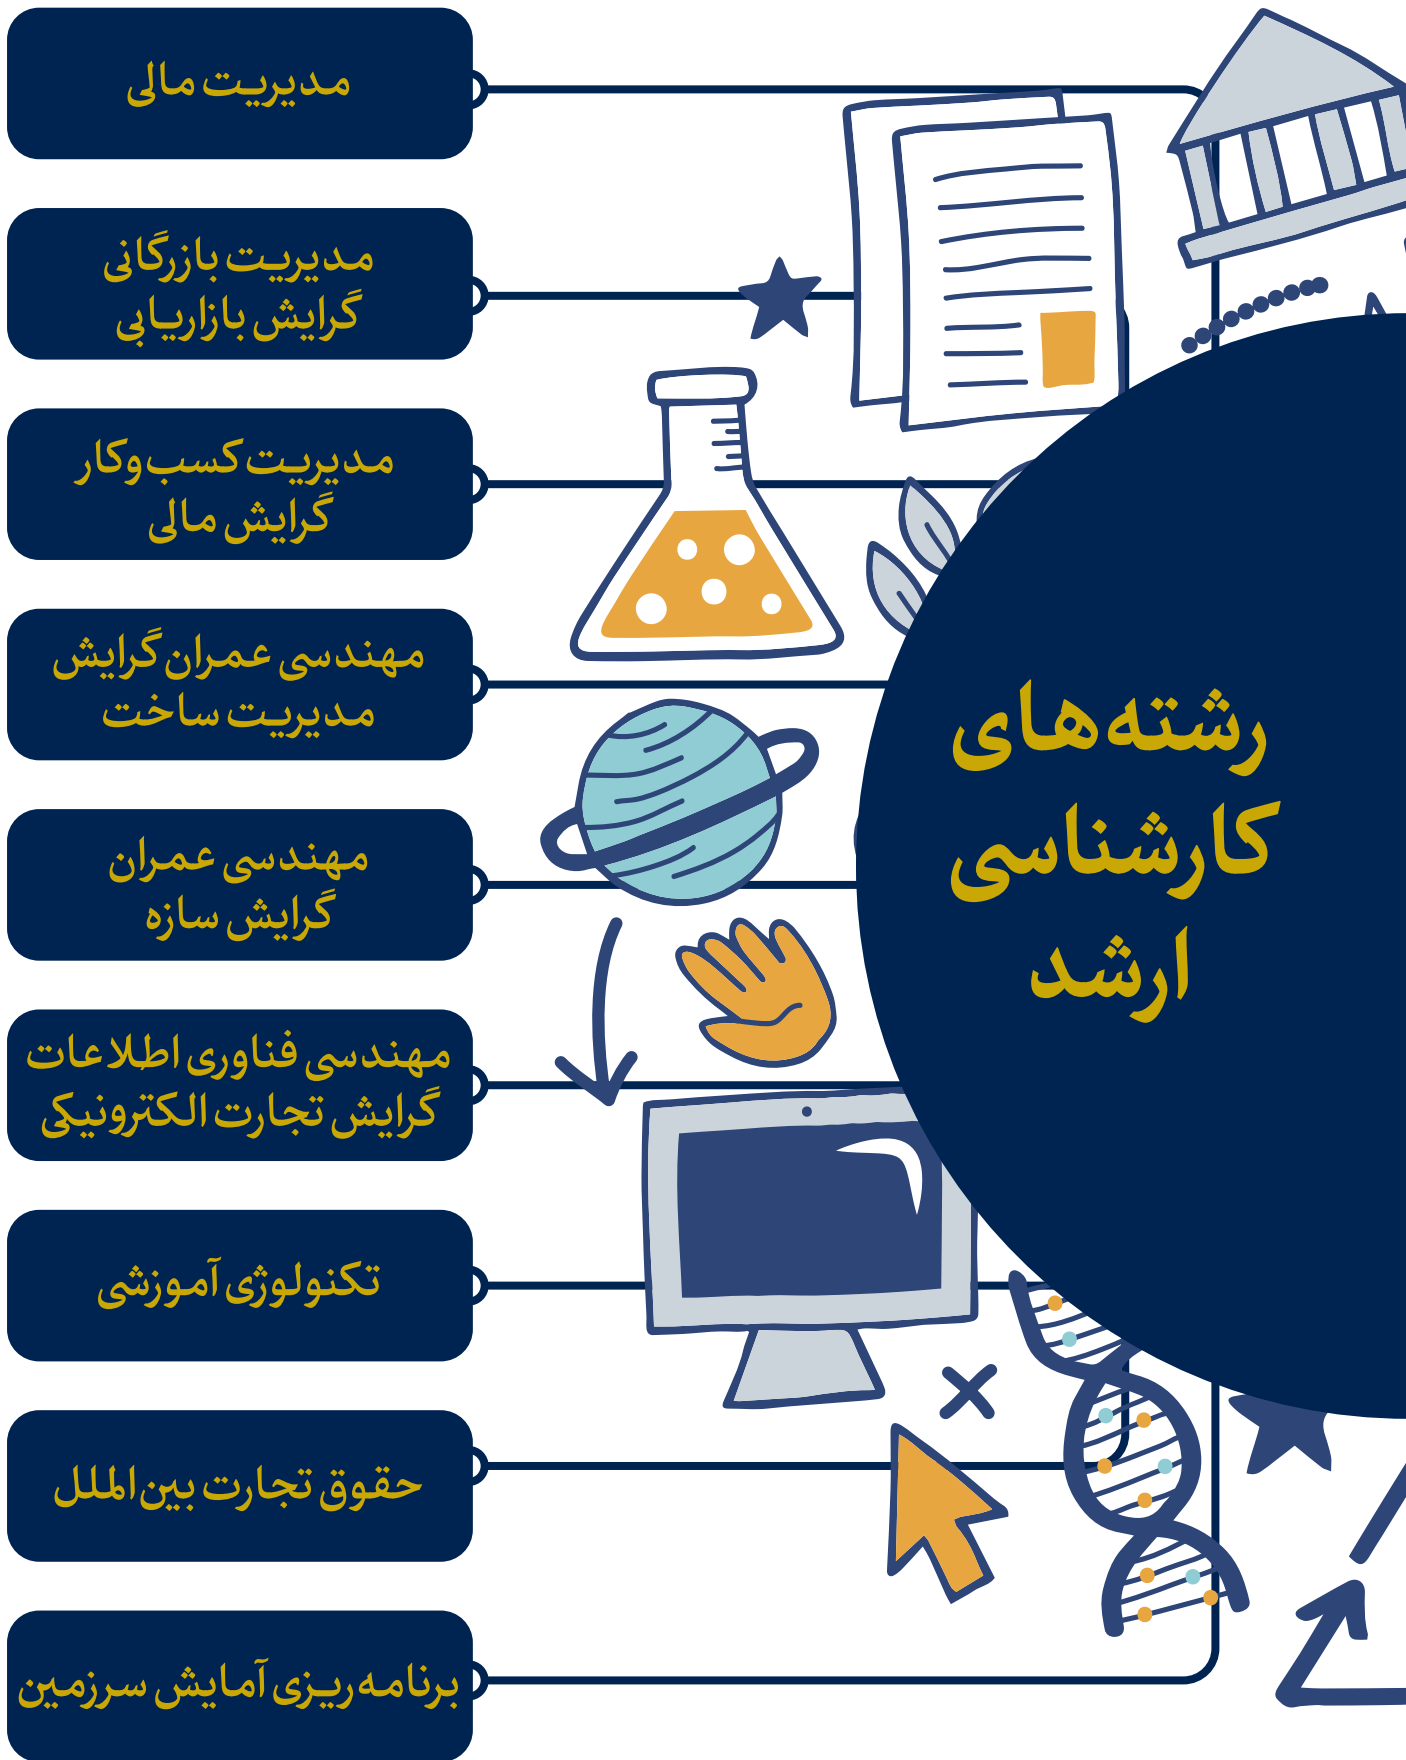 رشته‌های
کارشناسی
ارشد
مدیریت مالی
مدیریت بازرگانی
گرایش بازاریابی
مدیریت کسب‌وکار
گرایش مالی
مهندسی عمران گرایش
مدیریت ساخت
مهندسی عمران
گرایش سازه
مهندسی فناوری اطلاعات
گرایش تجارت الکترونیکی
تکنولوژی آموزشی
حقوق تجارت بین‌الملل
برنامه‌ریزی آمایش سرزمین